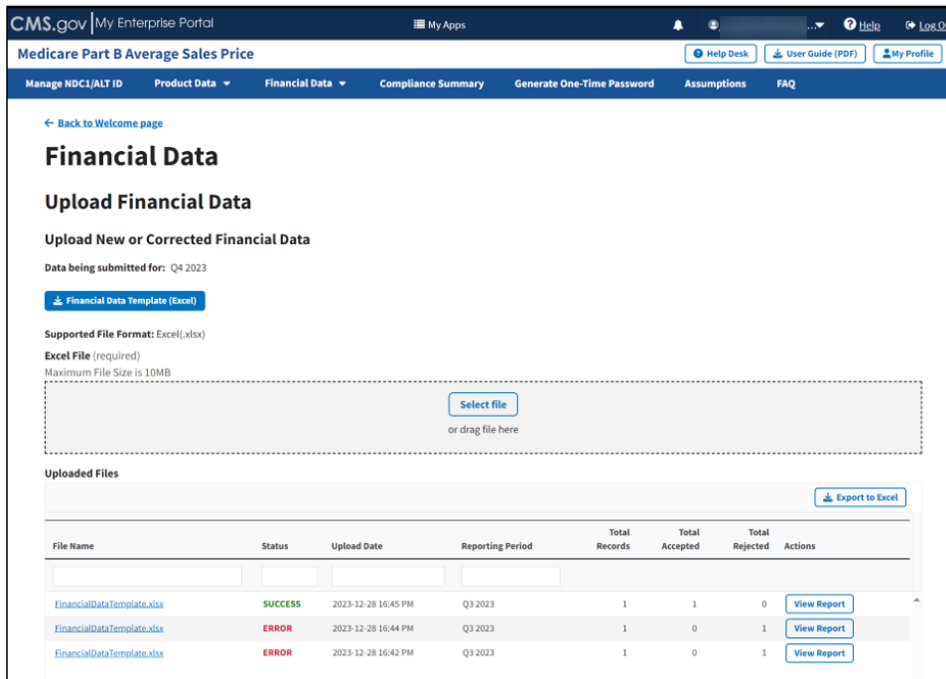 CMS.gov My Enterprise Portal My Apps ...▼ Help Log O
Medicare Part B Average Sales Price Help Desk User Guide (PDF) My Profile
Manage NDC1/ALT ID Product Data Financial Data Compliance Summary Generate One-Time Password Assumptions FAQ
← Back to Welcome page
Financial Data
Upload Financial Data
Upload New or Corrected Financial Data
Data being submitted for: Q4 2023
Financial Data Template (Excel)
Supported File Format: Excel(.xlsx)
Excel File (required)
Maximum File Size is 10MB
Select file
or drag file here
Uploaded Files
Export to Excel
File Name Status Upload Date Reporting Period Total Records Total Accepted Total Rejected Actions
FinancialDataTemplate.xlsx SUCCESS 2023-12-28 16:45 PM Q3 2023 1 1 0 View Report
FinancialDataTemplate.xlsx ERROR 2023-12-28 16:44 PM Q3 2023 1 0 1 View Report
FinancialDataTemplate.xlsx ERROR 2023-12-28 16:42 PM Q3 2023 1 0 1 View Report